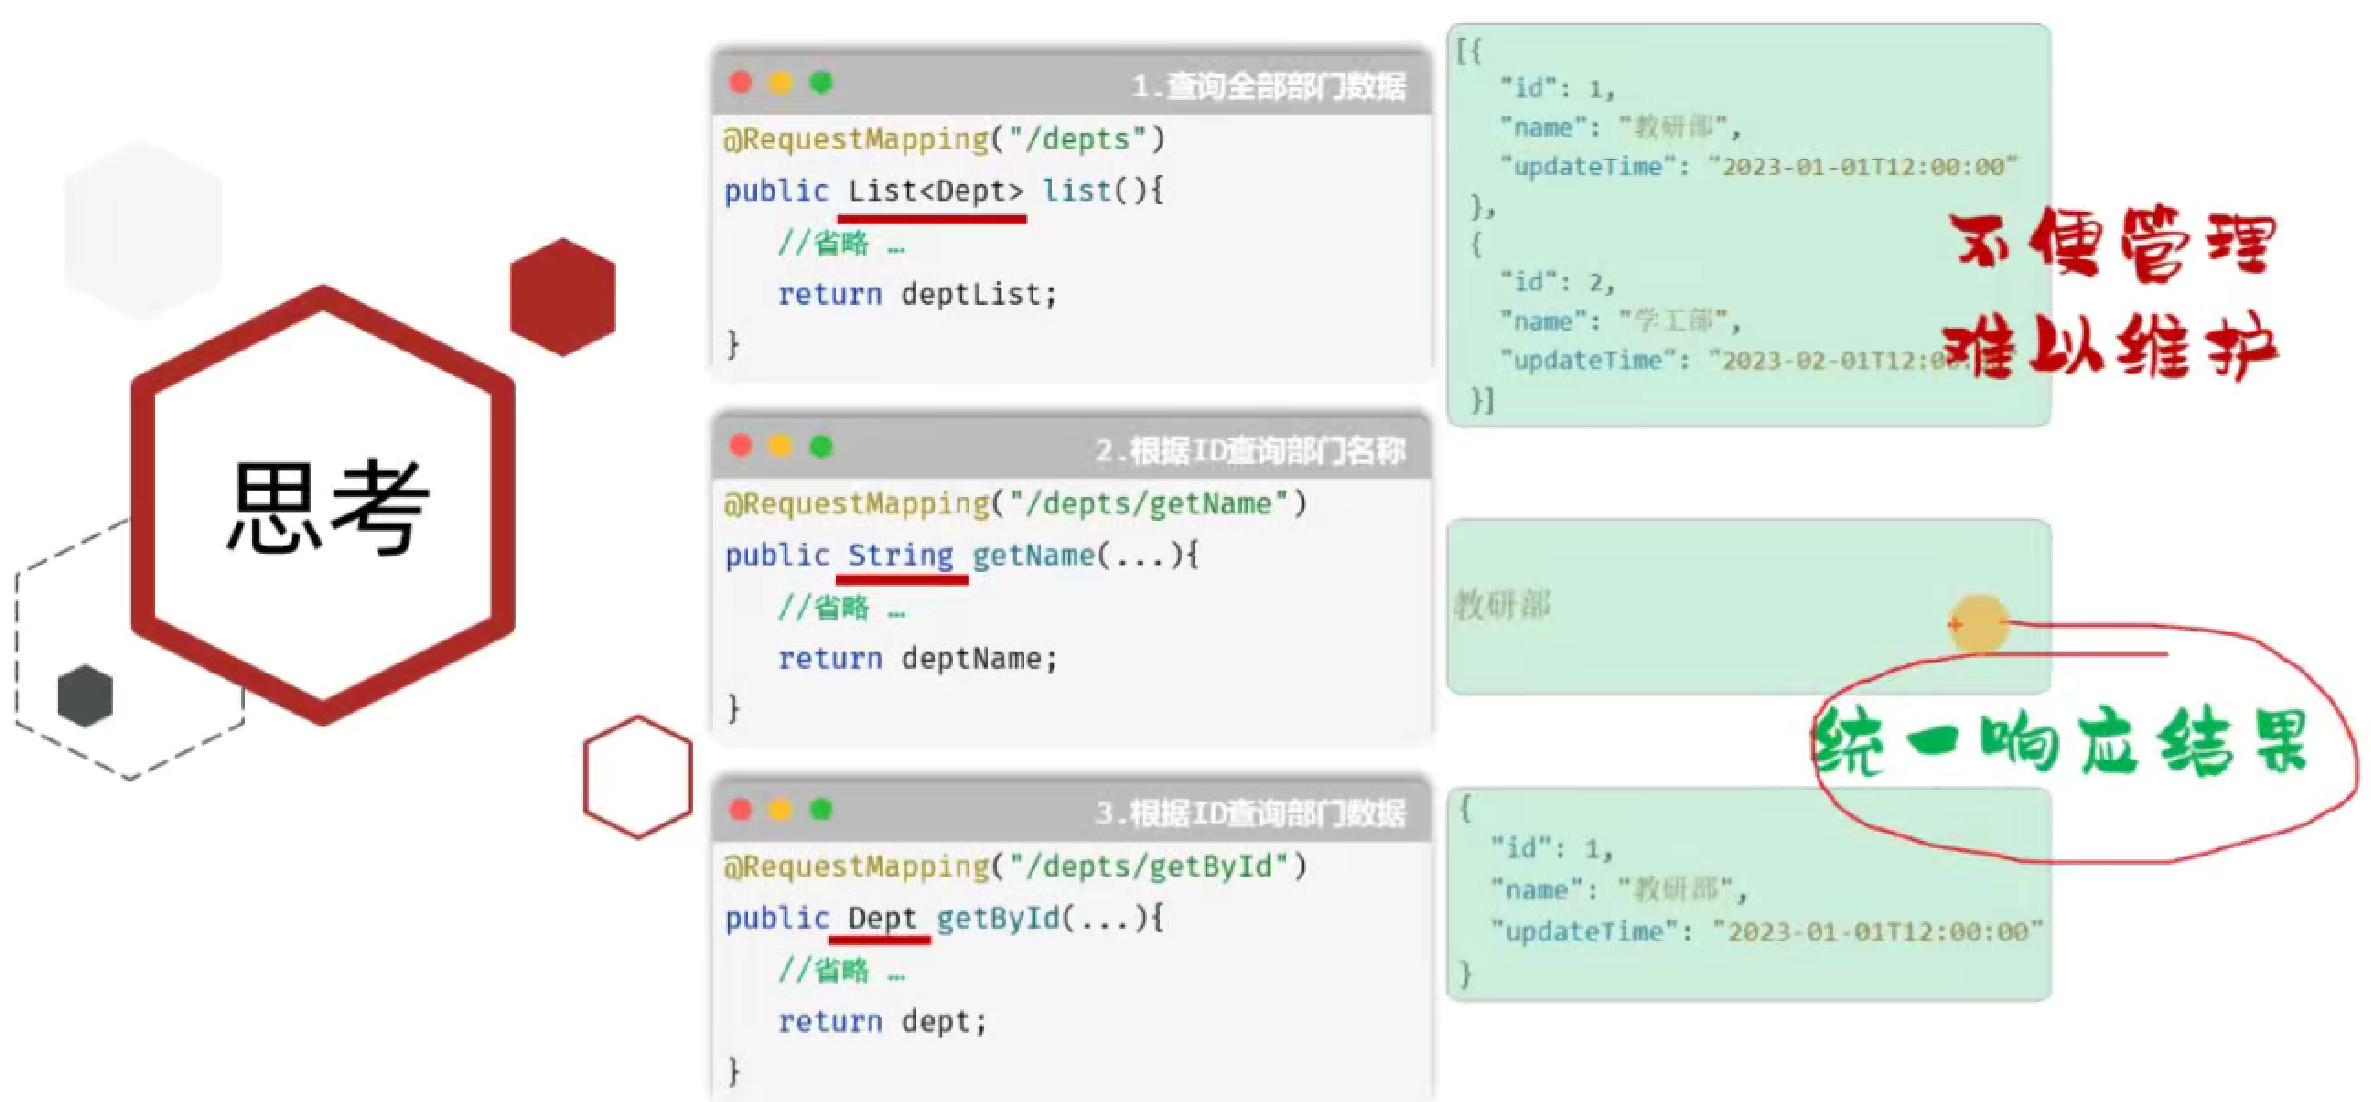 思考
1.查询全部部门数据
@RequestMapping("/depts")
public List<Dept> list(){
//省略 …
return deptList;
}
[{
"id": 1,
"name": "教研部",
"updateTime": "2023-01-01T12:00:00"
},
{
"id": 2,
"name": "学工部",
"updateTime": "2023-02-01T12:0
}]
不便管理
难以维护
2.根据ID查询部门名称
@RequestMapping("/depts/getName")
public String getName(...){
//省略 …
return deptName;
}
教研部
统一响应结果
3.根据ID查询部门数据
@RequestMapping("/depts/getById")
public Dept getById(...){
//省略 …
return dept;
}
{
"id": 1,
"name": "教研部",
"updateTime": "2023-01-01T12:00:00"
}